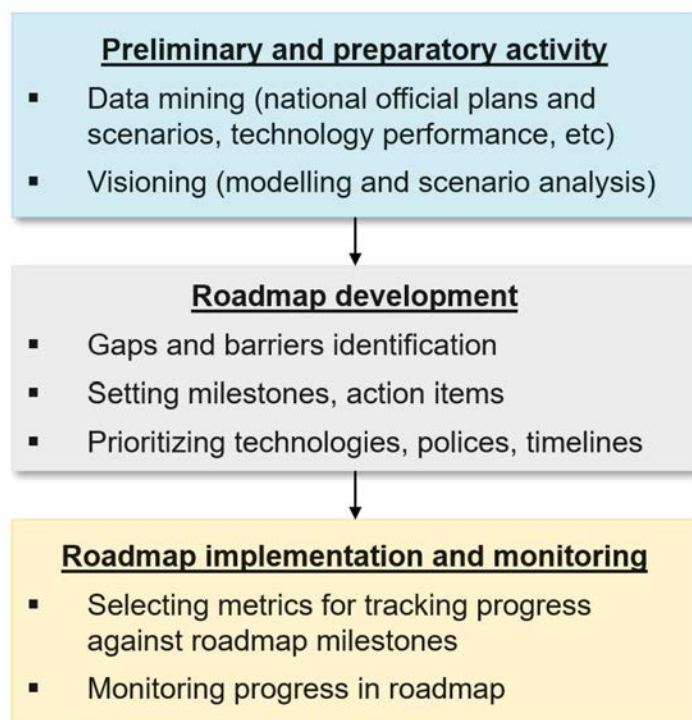 Preliminary and preparatory activity
▪ Data mining (national official plans and
scenarios, technology performance, etc)
▪ Visioning (modelling and scenario analysis)
Roadmap development
▪ Gaps and barriers identification
▪ Setting milestones, action items
▪ Prioritizing technologies, polices, timelines
Roadmap implementation and monitoring
▪ Selecting metrics for tracking progress
against roadmap milestones
▪ Monitoring progress in roadmap